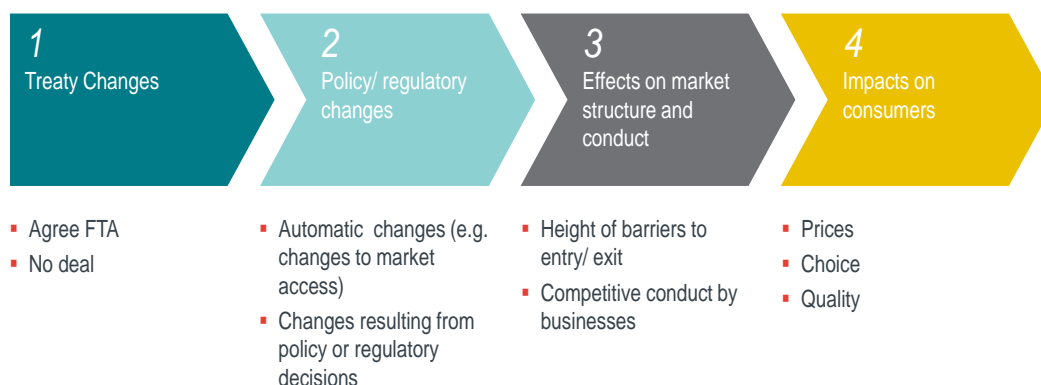 1
Treaty Changes
2
Policy/ regulatory
changes
3
Effects on market
structure and
conduct
4
Impacts on
consumers
▪ Agree FTA
▪ No deal
▪ Automatic changes (e.g.
changes to market
access)
▪ Changes resulting from
policy or regulatory
decisions
▪ Height of barriers to
entry/ exit
▪ Competitive conduct by
businesses
▪ Prices
▪ Choice
▪ Quality